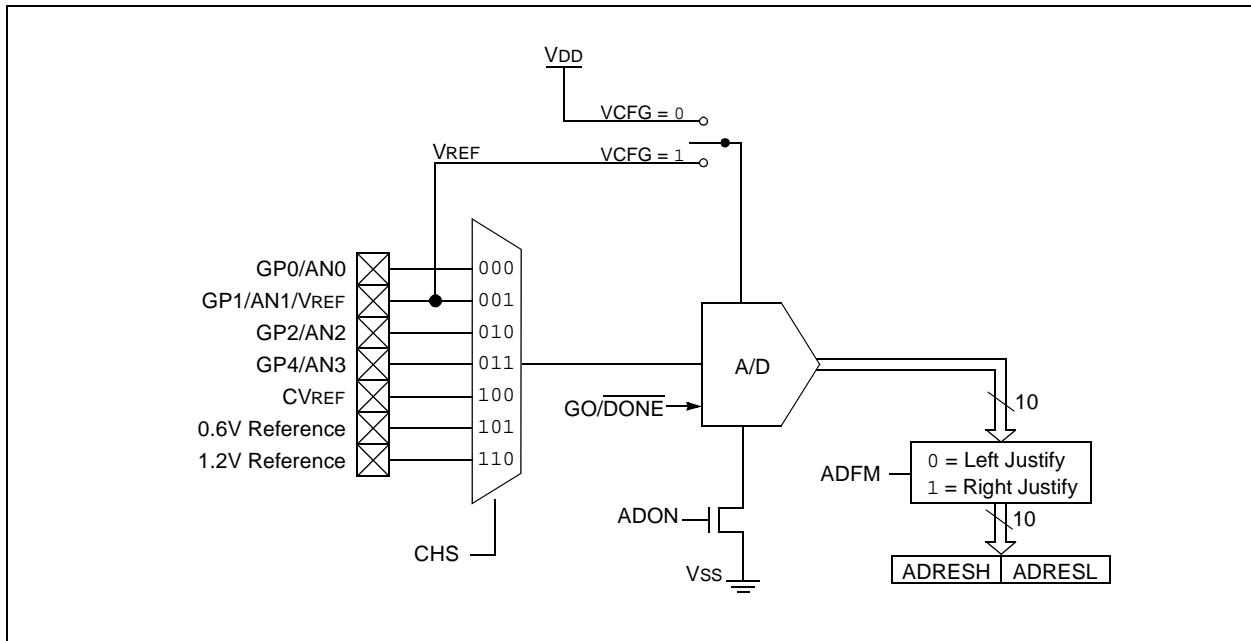 VDD
VCFG = 0
VREF
VCFG = 1
GP0/AN0
000
GP1/AN1/VREF
001
GP2/AN2
010
GP4/AN3
011
A/D
CVREF
100
GO/DONE
10
0.6V Reference
101
1.2V Reference
110
ADFM
0 = Left Justify
1 = Right Justify
ADON
10
CHS
VSS
ADRESH ADRESL